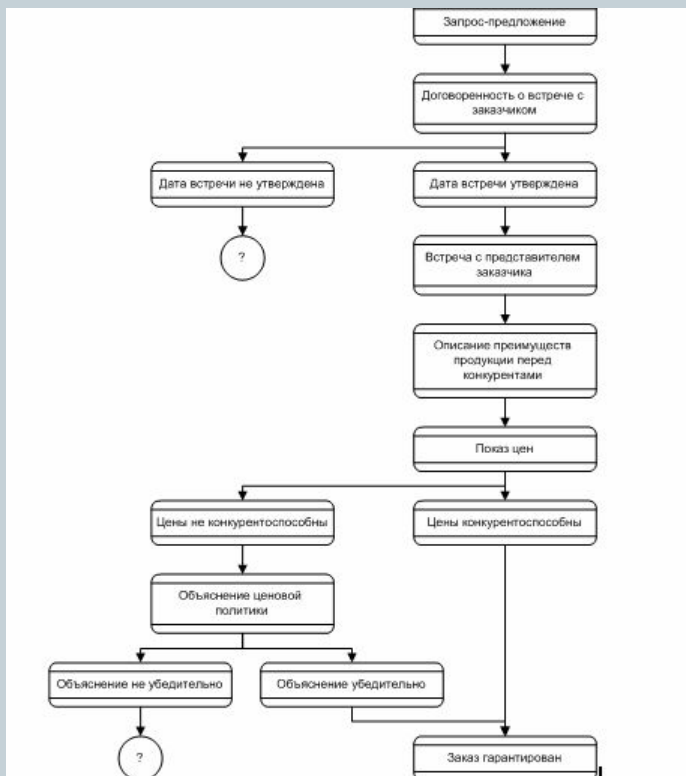 Запрос-предложение
Договоренность о встрече с
заказчиком
Дата встречи не утверждена
Дата встречи утверждена
?
Встреча с представителем
заказчика
Описание преимуществ
продукции перед
конкурентами
Показ цен
Цены не конкурентоспособны
Цены конкурентоспособны
Объяснение ценовой
политики
Объяснение не убедительно
Объяснение убедительно
?
Заказ гарантирован